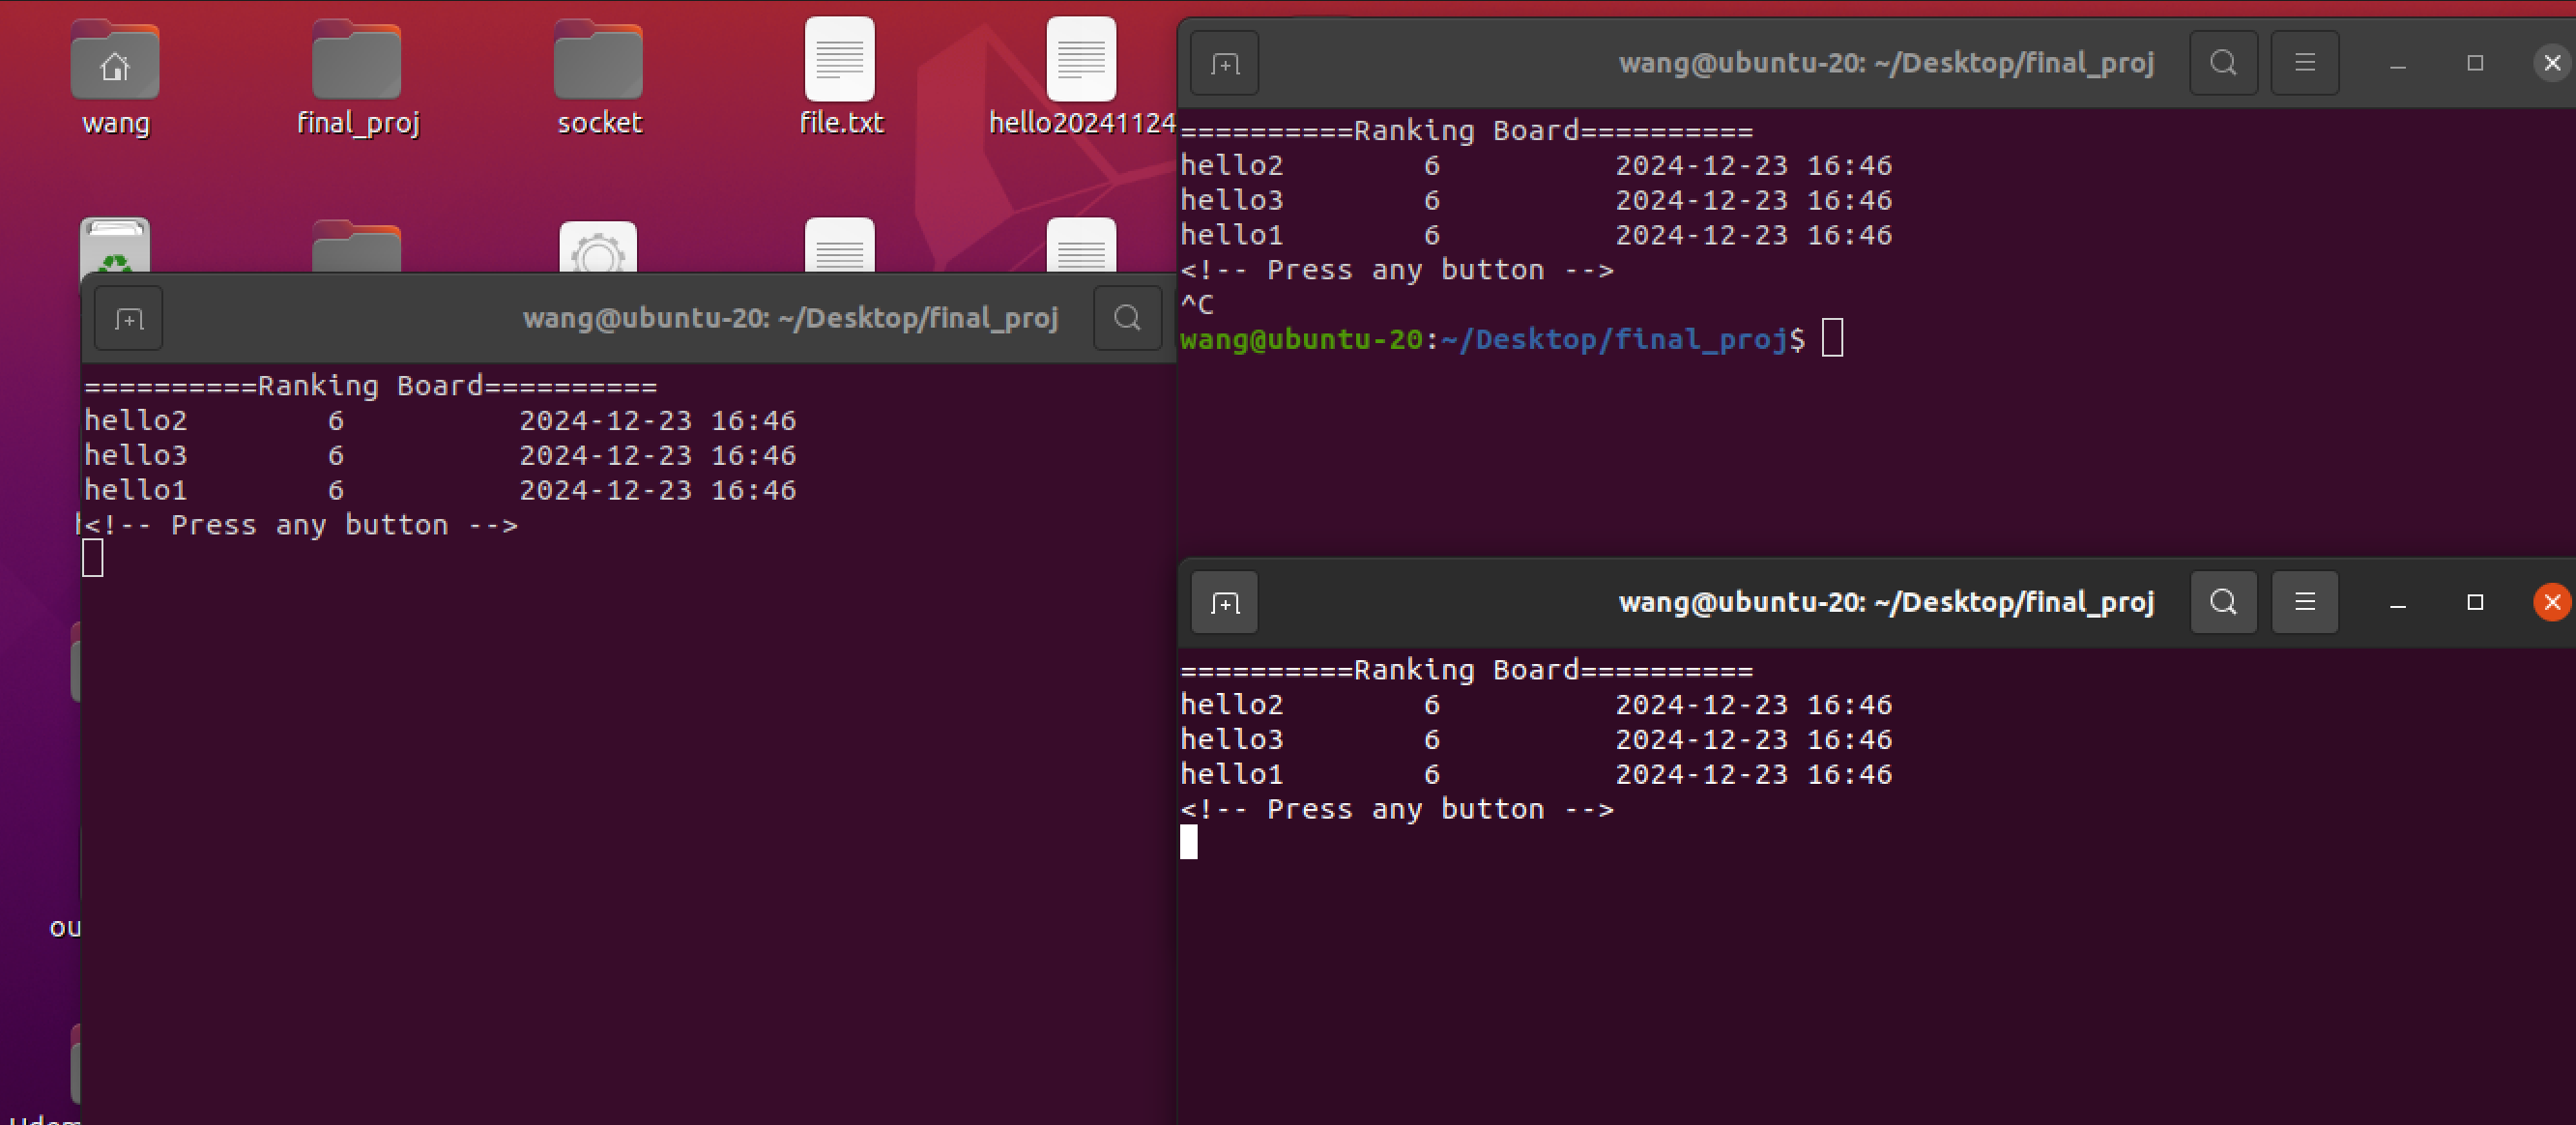 wang
final_proj
socket
file.txt
hello20241124
wang@ubuntu-20: ~/Desktop/final_proj
==========Ranking Board==========
hello2 6 2024-12-23 16:46
hello3 6 2024-12-23 16:46
hello1 6 2024-12-23 16:46
<!-- Press any button -->
^C
wang@ubuntu-20:~/Desktop/final_proj$
wang@ubuntu-20: ~/Desktop/final_proj
==========Ranking Board==========
hello2 6 2024-12-23 16:46
hello3 6 2024-12-23 16:46
hello1 6 2024-12-23 16:46
<!-- Press any button -->
wang@ubuntu-20: ~/Desktop/final_proj
==========Ranking Board==========
hello2 6 2024-12-23 16:46
hello3 6 2024-12-23 16:46
hello1 6 2024-12-23 16:46
<!-- Press any button -->
ou